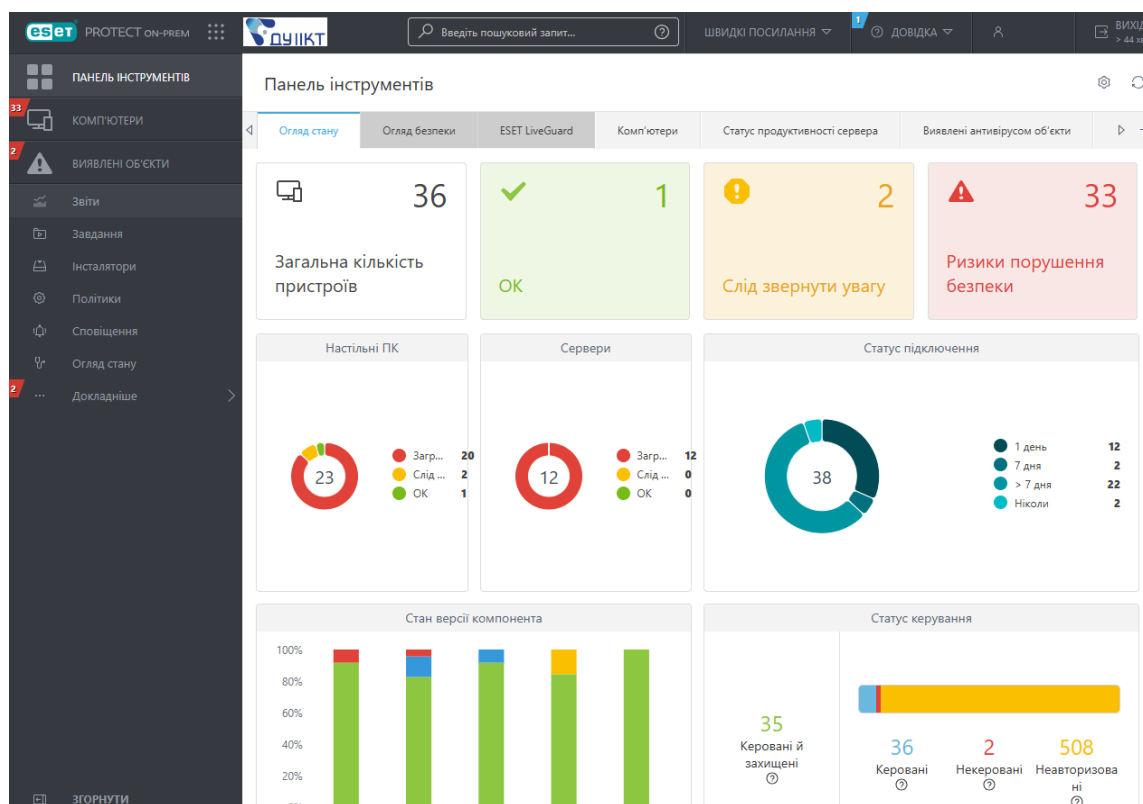 eset PROTECT ON-PREM
ДУІКТ
Введіть пошуковий запит...
ШВИДКІ ПОСИЛАННЯ
1
ДОВІДКА
ВИХІД
> 44 хв
ПАНЕЛЬ ІНСТРУМЕНТІВ
33
КОМП'ЮТЕРИ
2
ВИЯВЛЕНІ ОБ'ЄКТИ
Звіти
Завдання
Інсталятори
Політики
Сповіщення
Огляд стану
2
Докладніше
ЗГОРНУТИ
Панель інструментів
Огляд стану
Огляд безпеки
ESET LiveGuard
Комп'ютери
Статус продуктивності сервера
Виявлені антивірусом об'єкти
36
Загальна кількість
пристроїв
1
ОК
2
Слід звернути увагу
33
Ризики порушення
безпеки
Настільні ПК
23
Загр... 20
Слід ... 2
ОК 1
Сервери
12
Загр... 12
Слід ... 0
ОК 0
Статус підключення
38
1 день 12
7 дня 2
> 7 дня 22
Ніколи 2
Стан версії компонента
100%
80%
60%
40%
20%
Статус керування
35
Керовані й
захищені
36
Керовані
2
Некеровані
508
Неавторизова
ні